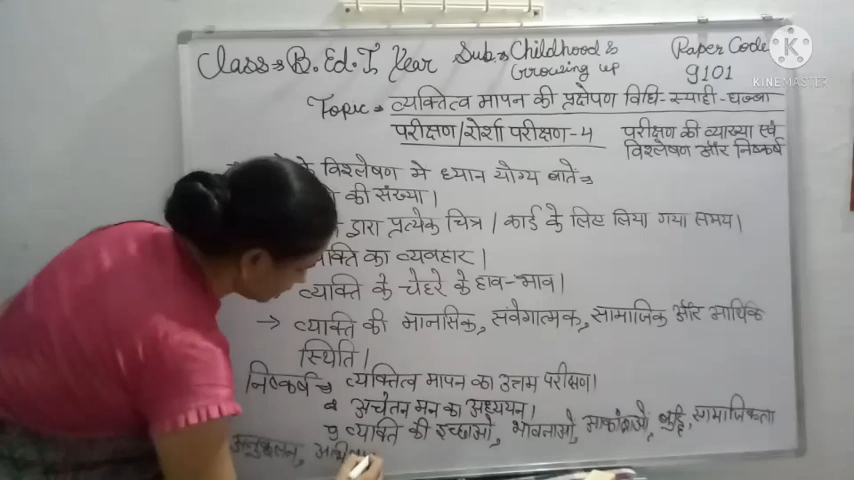 Class→ B. Ed. I Year Sub→ Childhood & Growing up Paper Code 9101
Topic → व्यक्तित्व मापन की प्रक्षेपण विधि-स्याही-धब्बा
परीक्षण/रोर्शा परीक्षण-4 परीक्षण की व्याख्या एवं
विश्लेषण और निष्कर्ष
के विश्लेषण मे ध्यान योग्य बाते→
की संख्या।
द्वारा प्रत्येक चित्र/कार्ड के लिए लिया गया समय।
व्यक्ति का व्यवहार।
व्यक्ति के चेहरे के हाव-भाव।
→ व्यक्ति की मानसिक, संवेगात्मक, सामाजिक और आर्थिक
स्थिति।
निष्कर्ष → व्यक्तित्व मापन का उत्तम परीक्षण।
अचेतन मन का अध्ययन।
व्यक्ति की इच्छाओ, भावनाओ, आकांक्षाओ, बुद्धि, सामाजिकता
KINEMASTER